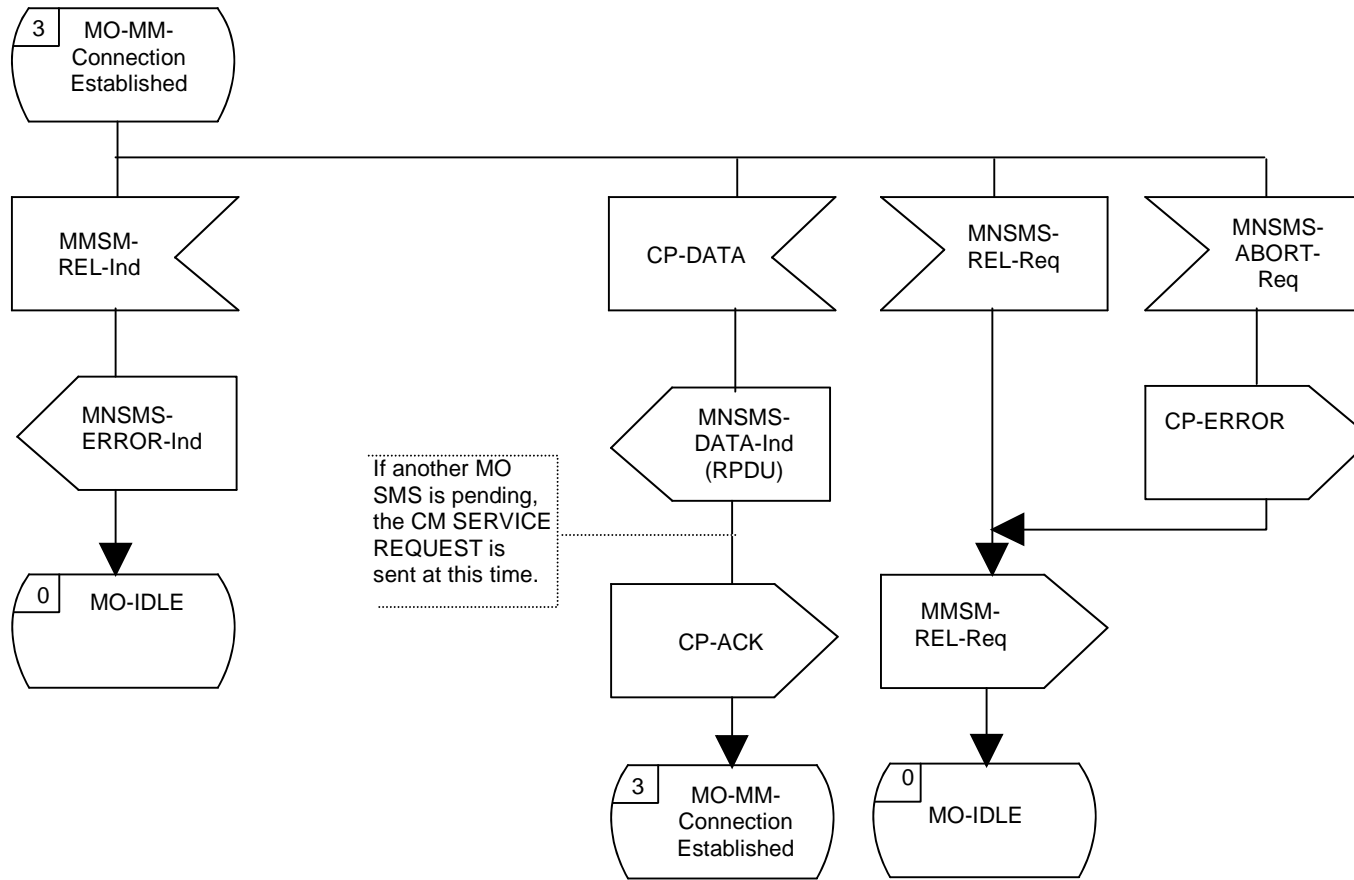 3
MO-MM-
Connection
Established
MMSM-
REL-Ind
CP-DATA
MNSMS-
REL-Req
MNSMS-
ABORT-
Req
MNSMS-
ERROR-Ind
MNSMS-
DATA-Ind
(RPDU)
CP-ERROR
If another MO
SMS is pending,
the CM SERVICE
REQUEST is
sent at this time.
0
MO-IDLE
CP-ACK
MMSM-
REL-Req
3
MO-MM-
Connection
Established
0
MO-IDLE